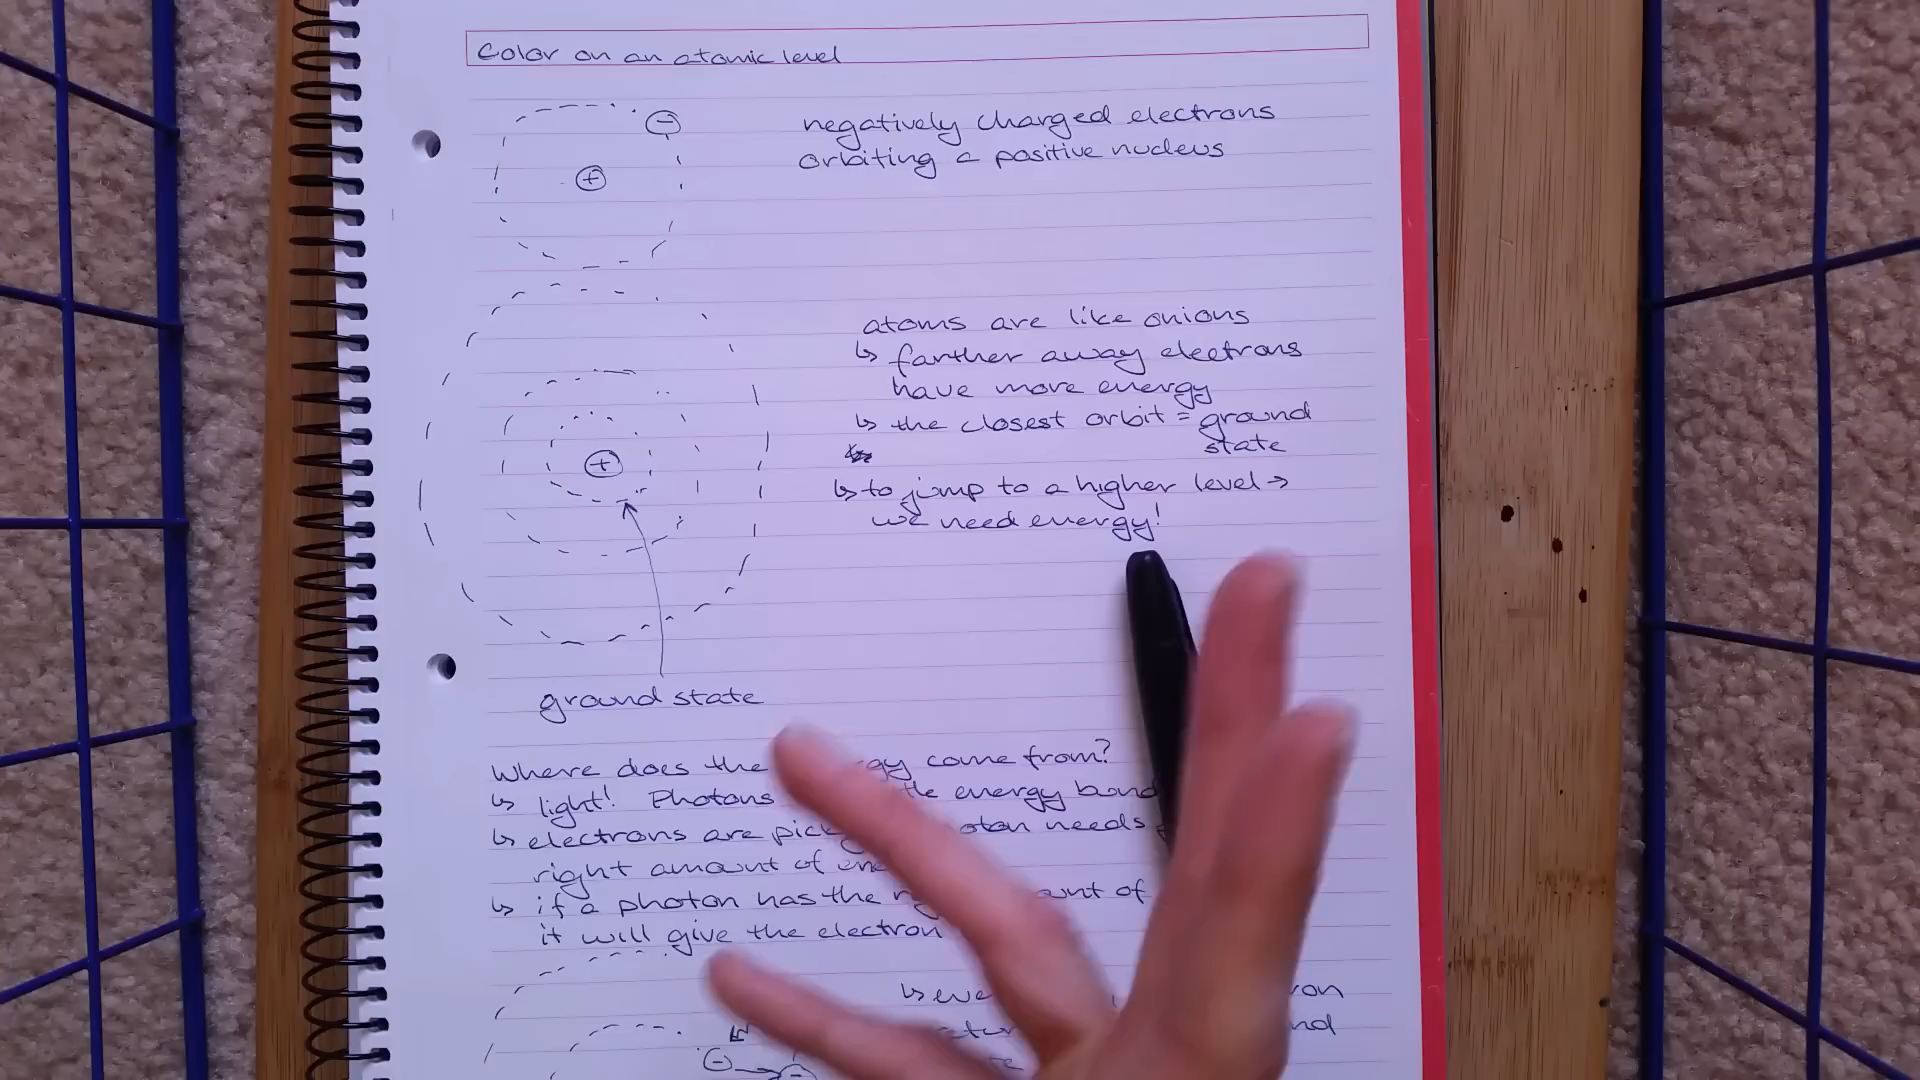 Color on an atomic level
negatively charged electrons
orbiting a positive nucleus
atoms are like onions
↳ farther away electrons
have more energy
↳ the closest orbit = ground
state
↳ to jump to a higher level →
we need energy!
ground state
Where does the come from?
↳ light! Photons energy
↳ electrons are needs
right amount of
↳ if a photon has the of
it will give the electron